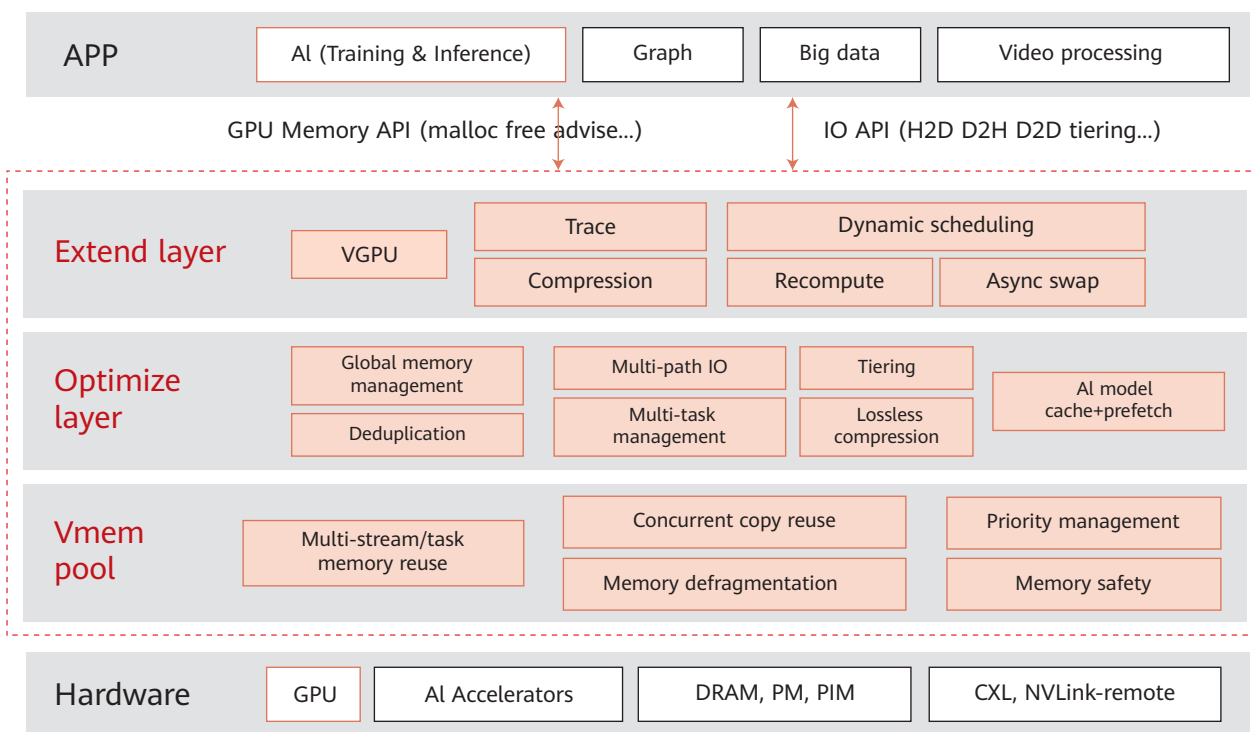 APP
AI (Training & Inference)
Graph
Big data
Video processing
GPU Memory API (malloc free advise...)
IO API (H2D D2H D2D tiering...)
Extend layer
VGPU
Trace
Compression
Dynamic scheduling
Recompute
Async swap
Optimize
layer
Global memory
management
Deduplication
Multi-path IO
Multi-task
management
Tiering
Lossless
compression
AI model
cache+prefetch
Vmem
pool
Multi-stream/task
memory reuse
Concurrent copy reuse
Memory defragmentation
Priority management
Memory safety
Hardware
GPU
AI Accelerators
DRAM, PM, PIM
CXL, NVLink-remote